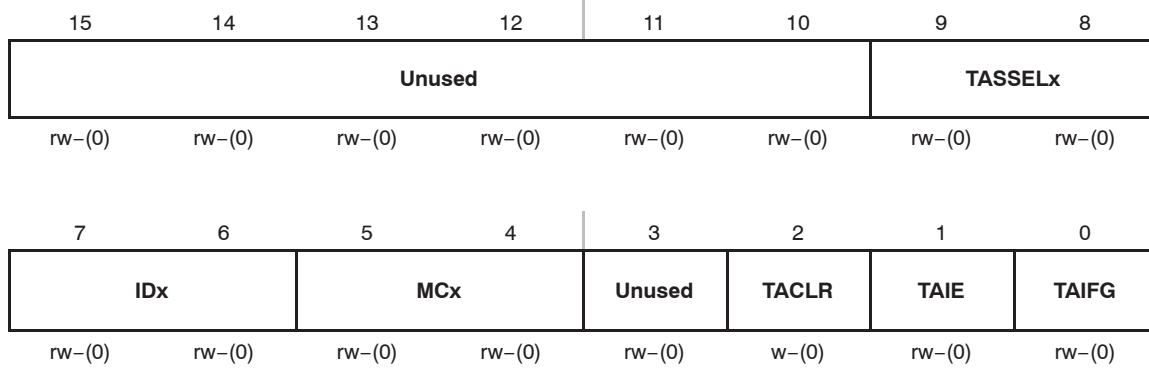 15 14 13 12 11 10 9 8
Unused TASSELx
rw−(0) rw−(0) rw−(0) rw−(0) rw−(0) rw−(0) rw−(0) rw−(0)
7 6 5 4 3 2 1 0
IDx MCx Unused TACLR TAIE TAIFG
rw−(0) rw−(0) rw−(0) rw−(0) rw−(0) w−(0) rw−(0) rw−(0)